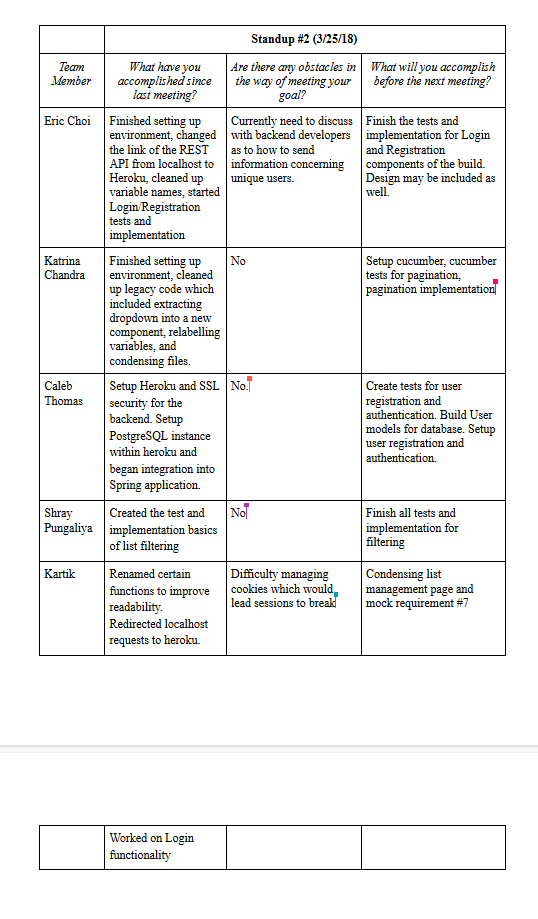 Standup #2 (3/25/18)
Team
Member
What have you
accomplished since
last meeting?
Are there any obstacles in
the way of meeting your
goal?
What will you accomplish
before the next meeting?
Eric Choi
Finished setting up
environment, changed
the link of the REST
API from localhost to
Heroku, cleaned up
variable names, started
Login/Registration
tests and
implementation
Currently need to discuss
with backend developers
as to how to send
information concerning
unique users.
Finish the tests and
implementation for Login
and Registration
components of the build.
Design may be included as
well.
Katrina
Chandra
Finished setting up
environment, cleaned
up legacy code which
included extracting
dropdown into a new
component, relabelling
variables, and
condensing files.
No
Setup cucumber, cucumber
tests for pagination,
pagination implementation
Caleb
Thomas
Setup Heroku and SSL
security for the
backend. Setup
PostgreSQL instance
within heroku and
began integration into
Spring application.
No.
Create tests for user
registration and
authentication. Build User
models for database. Setup
user registration and
authentication.
Shray
Pungaliya
Created the test and
implementation basics
of list filtering
No
Finish all tests and
implementation for
filtering
Kartik
Renamed certain
functions to improve
readability.
Redirected localhost
requests to heroku.
Difficulty managing
cookies which would
lead sessions to break
Condensing list
management page and
mock requirement #7
Worked on Login
functionality